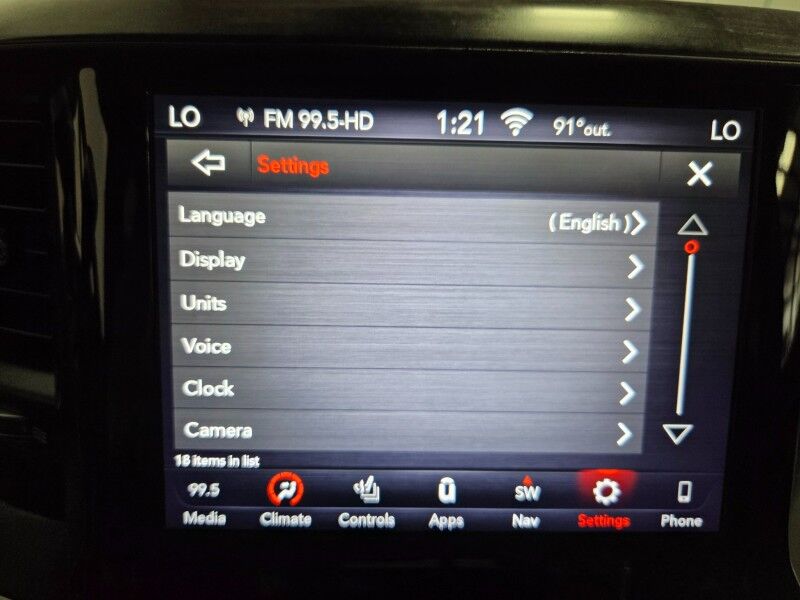 LO FM 99.5-HD 1:21 91°out. LO
Settings
Language (English)
Display
Units
Voice
Clock
Camera
18 items in list
99.5 SW
Media Climate Controls Apps Nav Settings Phone